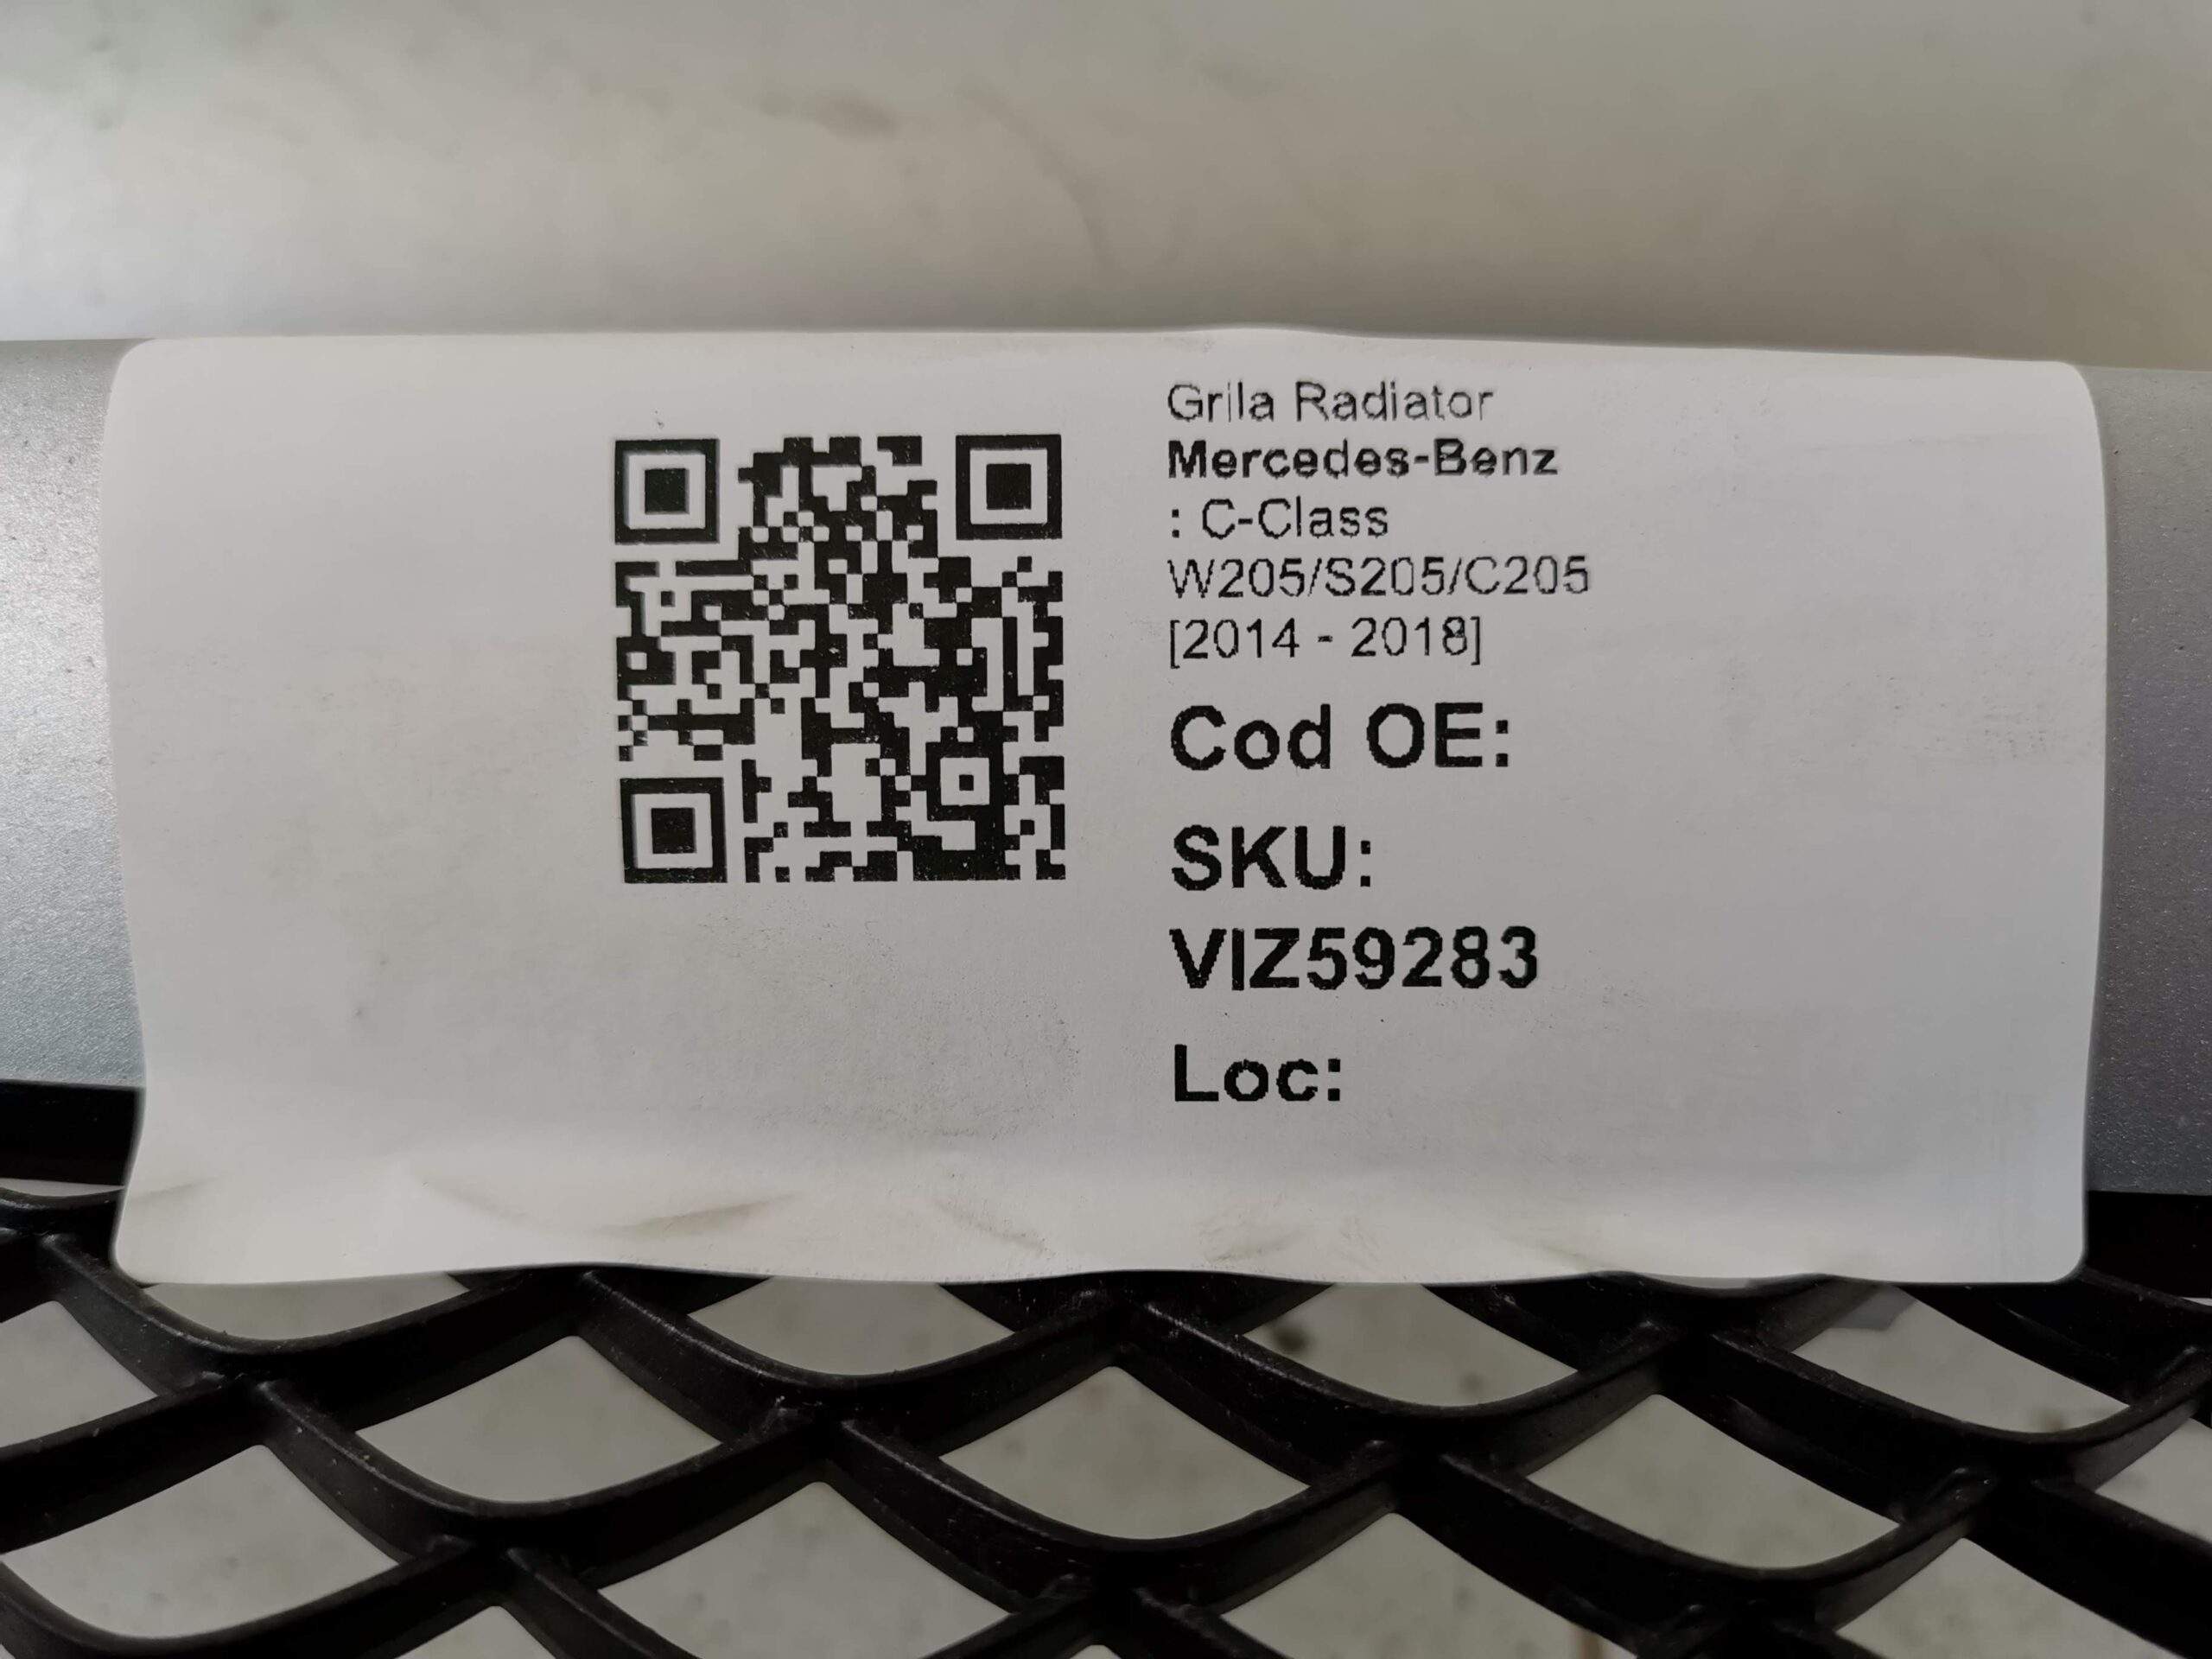 Grila Radiator
Mercedes-Benz
: C-Class
W205/S205/C205
[2014 - 2018]
Cod OE:
SKU:
VIZ59283
Loc: